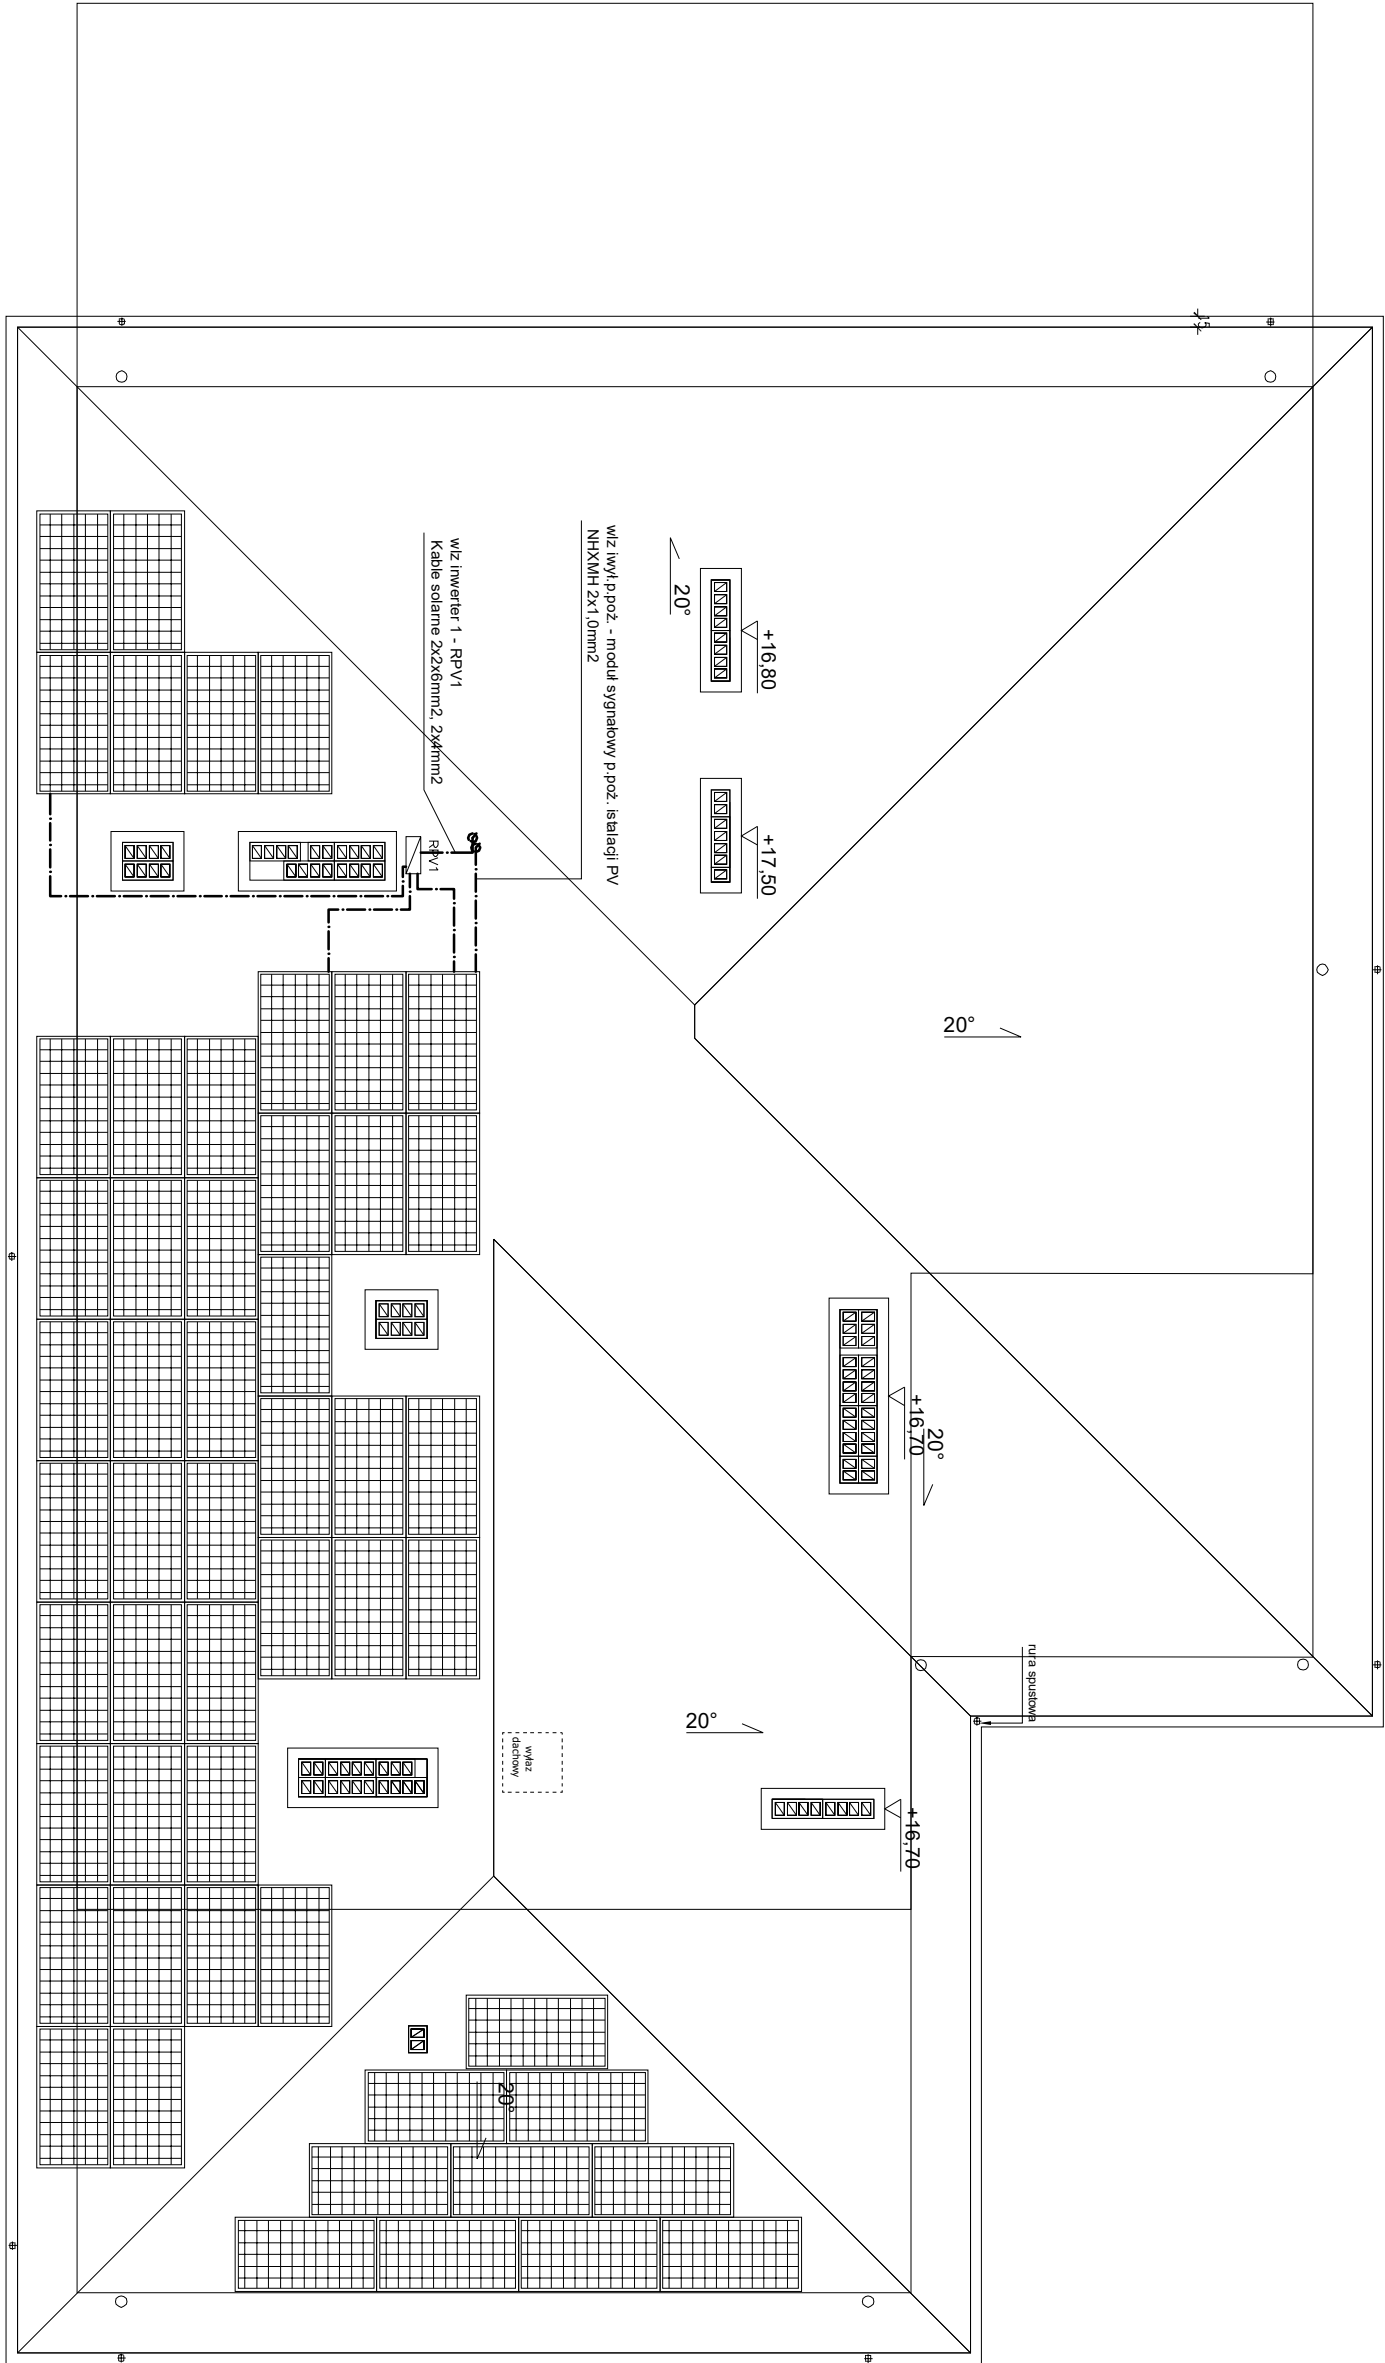 15
wlz iwył.p.poż. - moduł sygnałowy p.poż. istalacji PV
NHXMH 2x1,0mm2
wlz inwerter 1 - RPV1
Kable solarne 2x2x6mm2, 2x4mm2
20°
+16,80
+17,50
RPV1
20°
+16,70
20°
rura spustowa
20°
wyłaz
dachowy
+16,70
20°